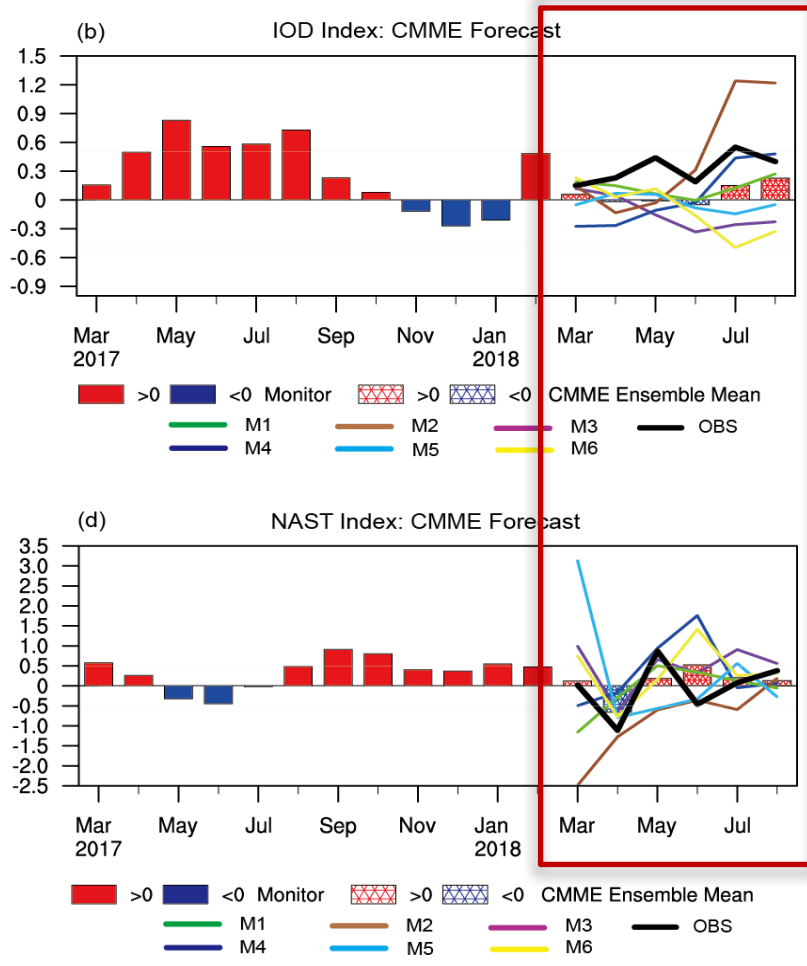 (b) IOD Index: CMME Forecast
1.5
1.2
0.9
0.6
0.3
0
-0.3
-0.6
-0.9
Mar May Jul Sep Nov Jan Mar May Jul
2017 2018
>0 <0 Monitor >0 <0 CMME Ensemble Mean
M1 M2 M3 OBS
M4 M5 M6
(d) NAST Index: CMME Forecast
3.5
3.0
2.5
2.0
1.5
1.0
0.5
0
-0.5
-1.0
-1.5
-2.0
-2.5
Mar May Jul Sep Nov Jan Mar May Jul
2017 2018
>0 <0 Monitor >0 <0 CMME Ensemble Mean
M1 M2 M3 OBS
M4 M5 M6